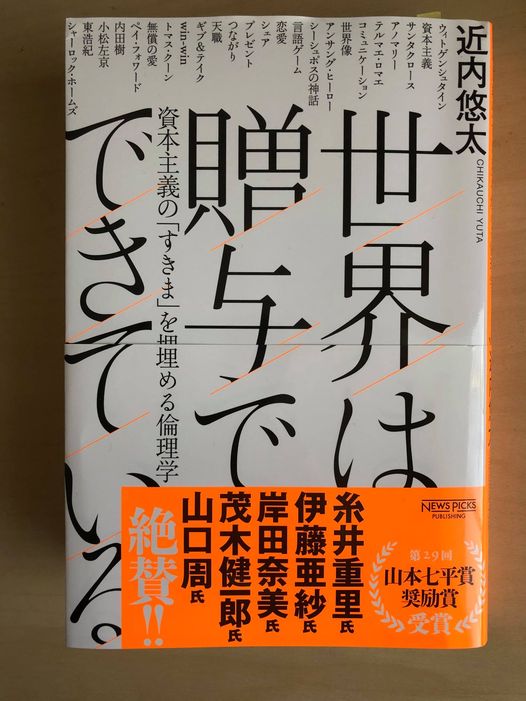 近内悠太
CHIKAUCHI YUTA
ウィトゲンシュタイン
資本主義
サンタクロース
アノマリー
テルマエ・ロマエ
コミュニケーション
世界像
アンサング・ヒーロー
シーシュポスの神話
言語ゲーム
恋愛
シェア
プレゼント
つながり
天職
ギブ&テイク
win-win
トマス・クーン
無償の愛
ペイ・フォワード
内田樹
小松左京
東浩紀
シャーロック・ホームズ
世界は
贈与で
できている
資本主義の「すきま」を埋める倫理学
NEWS PICKS
PUBLISHING
第29回
山本七平賞
奨励賞
受賞
糸井重里氏
伊藤亜紗氏
岸田奈美氏
茂木健一郎氏
山口周氏
絶賛!!